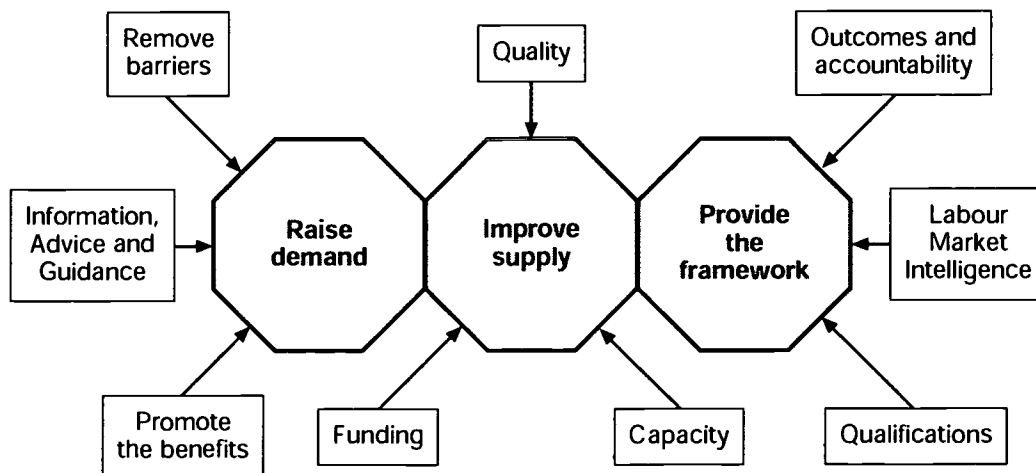 Remove
barriers
Quality
Outcomes and
accountability
Information,
Advice and
Guidance
Raise
demand
Improve
supply
Provide
the
framework
Labour
Market
Intelligence
Promote
the benefits
Funding
Capacity
Qualifications